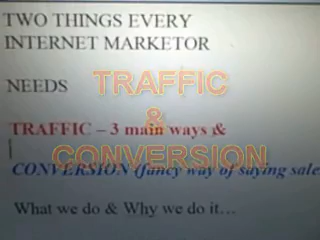 TWO THINGS EVERY
INTERNET MARKETOR
NEEDS
TRAFFIC
&
CONVERSION
TRAFFIC – 3 main ways &
CONVERSION (fancy way of saying sale
What we do & Why we do it…